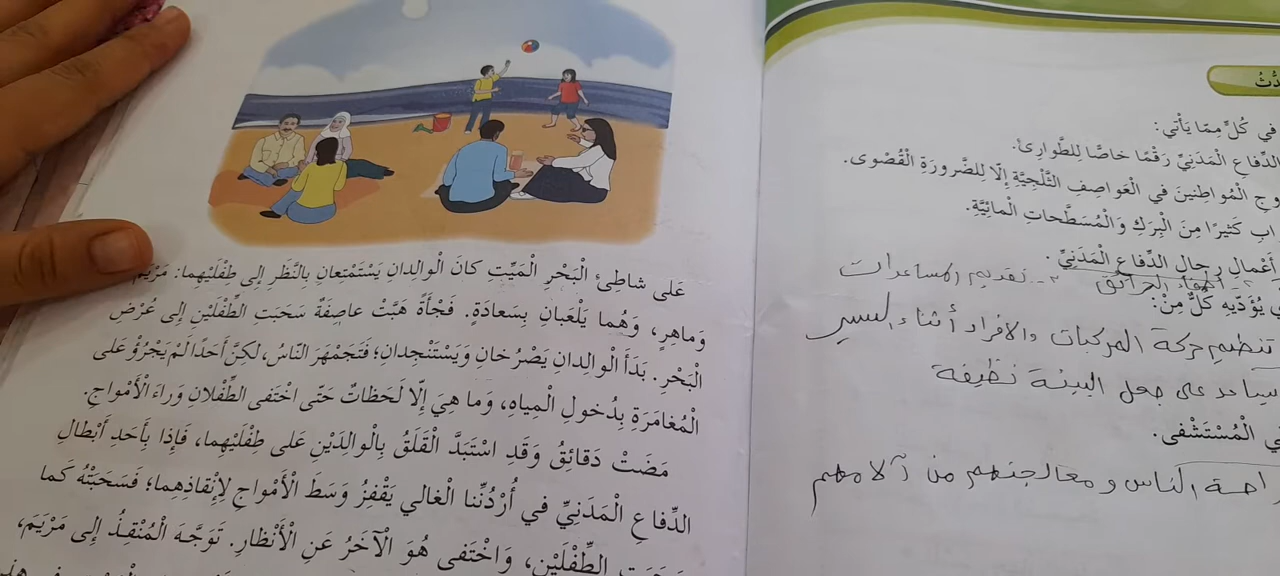 عَلى شاطِئِ الْبَحْرِ الْمَيِّتِ كانَ الْوالِدانِ يَسْتَمْتِعانِ بِالنَّظَرِ إِلى طِفْلَيْهِما: مَرْيَمَ
وَماهِرٍ، وَهُما يَلْعَبانِ بِسَعادَةٍ. فَجْأَةً هَبَّتْ عاصِفَةٌ سَحَبَتِ الطِّفْلَيْنِ إِلى عُرْضِ
الْبَحْرِ. بَدَأَ الْوالِدانِ يَصْرُخانِ وَيَسْتَنْجِدانِ؛ فَتَجَمْهَرَ النّاسُ، لكِنَّ أَحَدًا لَمْ يَجْرُؤْ عَلى
الْمُغامَرَةِ بِدُخولِ الْمِياهِ، وَما هِيَ إِلّا لَحَظاتٌ حَتّى اخْتَفى الطِّفْلانِ وَراءَ الْأَمْواجِ.
مَضَتْ دَقائِقُ وَقَدِ اسْتَبَدَّ الْقَلَقُ بِالْوالِدَيْنِ عَلى طِفْلَيْهِما، فَإِذا بِأَحَدِ أَبْطالِ
الدِّفاعِ الْمَدَنِيِّ في أُرْدُنِّنا الْغالي يَقْفِزُ وَسَطَ الْأَمْواجِ لِإِنْقاذِهِما؛ فَسَحَبَتْهُ كَما
الطِّفْلَيْنِ، وَاخْتَفى هُوَ الْآخَرُ عَنِ الْأَنْظارِ. تَوَجَّهَ الْمُنْقِذُ إِلى مَرْيَمَ،
في كُلٍّ مِمّا يَأْتي:
الدِّفاعِ الْمَدَنِيِّ رَقْمًا خاصًّا لِلطَّوارِئِ.
الْمُواطِنينَ في الْعَواصِفِ الثَّلْجِيَّةِ إِلّا لِلضَّرورَةِ الْقُصْوى.
كَثيرًا مِنَ الْبِرَكِ وَالْمُسَطَّحاتِ الْمائِيَّةِ.
أَعْمالِ رِجالِ الدِّفاعِ الْمَدَنِيِّ.
٢- اطفاء الحرائق ٣- تقديم المساعدات
يُؤَدّيهِ كُلٌّ مِنْ:
تنظيم حركة المركبات والافراد أثناء السير
يساعد على جعل البيئة نظيفة
الْمُسْتَشْفى.
الناس و معالجتهم من آلامهم